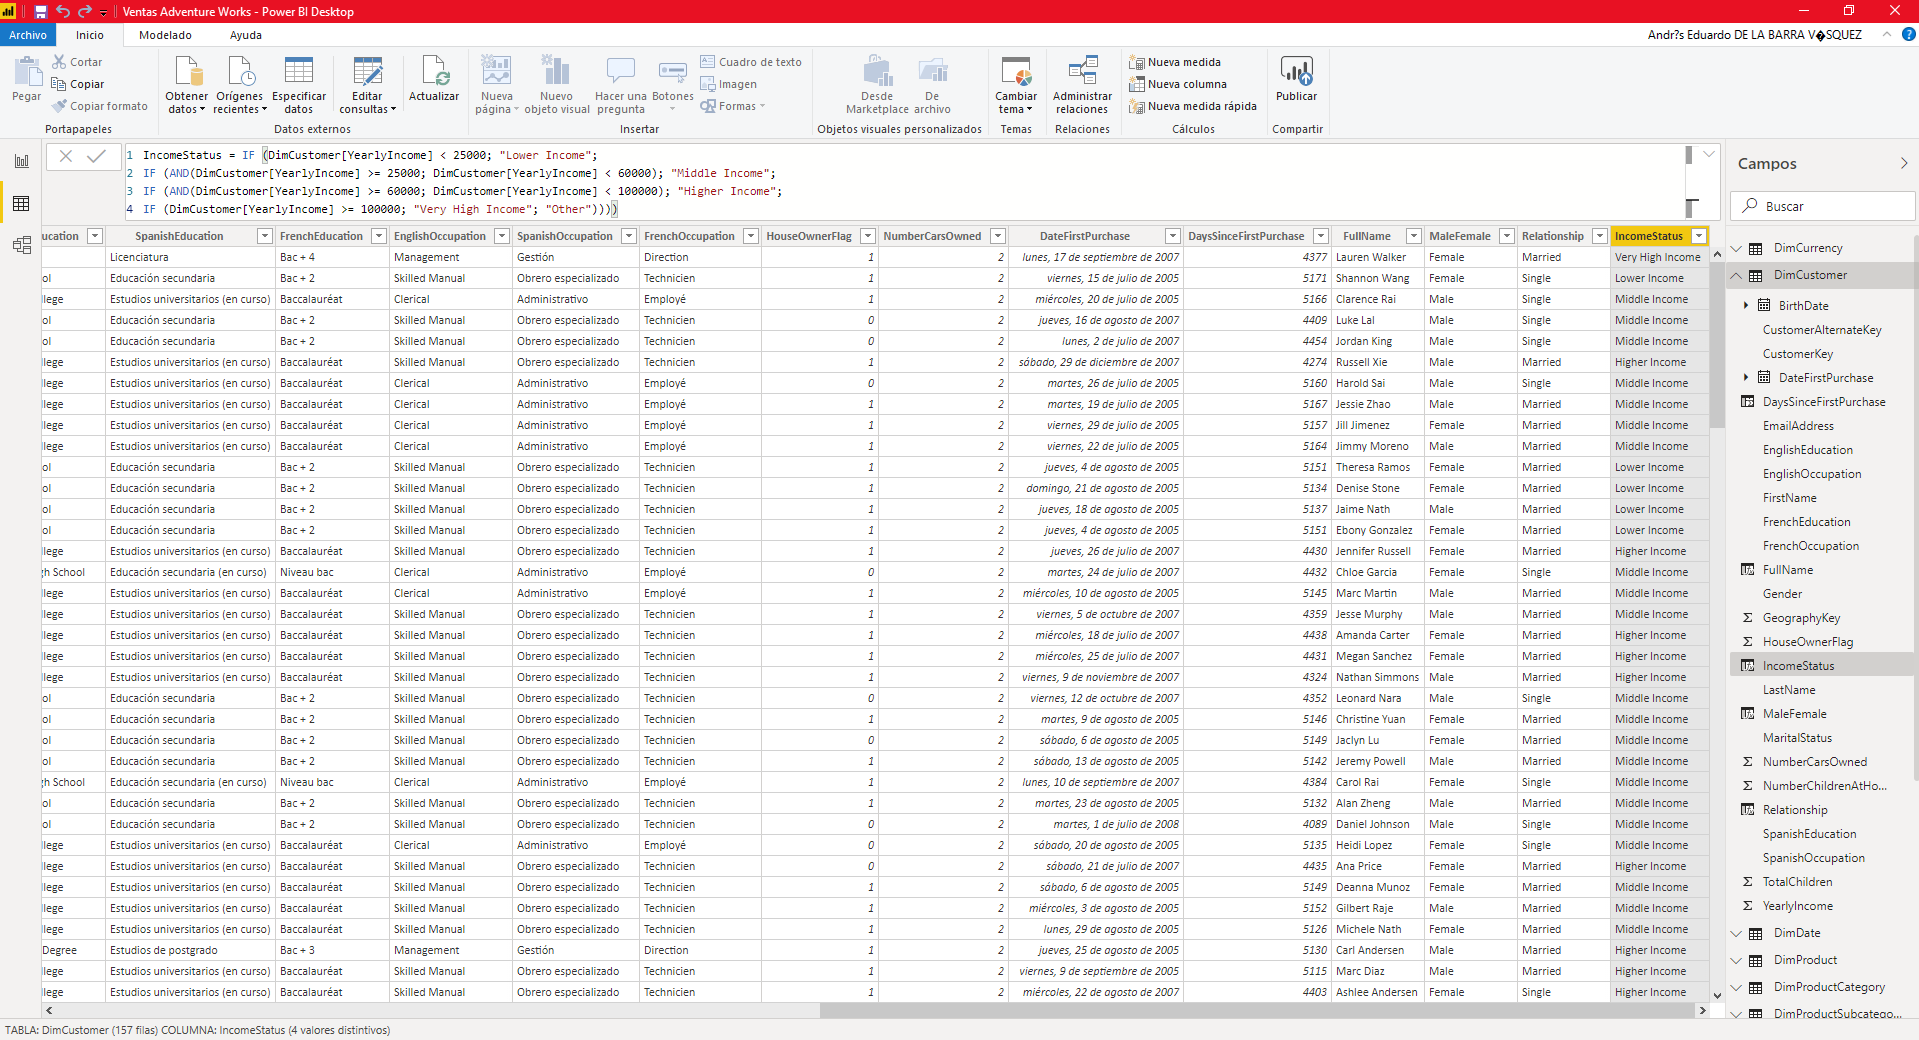 Ventas Adventure Works - Power BI Desktop
Archivo Inicio Modelado Ayuda Andr?s Eduardo DE LA BARRA V�SQUEZ
Pegar
Cortar
Copiar
Copiar formato
Portapapeles
Obtener datos
Orígenes recientes
Especificar datos
Editar consultas
Datos externos
Actualizar
Nueva página
Nuevo objeto visual
Hacer una pregunta
Botones
Cuadro de texto
Imagen
Formas
Insertar
Desde Marketplace
De archivo
Objetos visuales personalizados
Cambiar tema
Temas
Administrar relaciones
Relaciones
Nueva medida
Nueva columna
Nueva medida rápida
Cálculos
Publicar
Compartir
1 IncomeStatus = IF (DimCustomer[YearlyIncome] < 25000; "Lower Income";
2 IF (AND(DimCustomer[YearlyIncome] >= 25000; DimCustomer[YearlyIncome] < 60000); "Middle Income";
3 IF (AND(DimCustomer[YearlyIncome] >= 60000; DimCustomer[YearlyIncome] < 100000); "Higher Income";
4 IF (DimCustomer[YearlyIncome] >= 100000; "Very High Income"; "Other"))))
ucation SpanishEducation FrenchEducation EnglishOccupation SpanishOccupation FrenchOccupation HouseOwnerFlag NumberCarsOwned DateFirstPurchase DaysSinceFirstPurchase FullName MaleFemale Relationship IncomeStatus
Licenciatura Bac + 4 Management Gestión Direction 1 2 lunes, 17 de septiembre de 2007 4377 Lauren Walker Female Married Very High Income
ol Educación secundaria Bac + 2 Skilled Manual Obrero especializado Technicien 1 2 viernes, 15 de julio de 2005 5171 Shannon Wang Female Single Lower Income
llege Estudios universitarios (en curso) Baccalauréat Clerical Administrativo Employé 1 2 miércoles, 20 de julio de 2005 5166 Clarence Rai Male Single Middle Income
ol Educación secundaria Bac + 2 Skilled Manual Obrero especializado Technicien 0 2 jueves, 16 de agosto de 2007 4409 Luke Lal Male Single Middle Income
ol Educación secundaria Bac + 2 Skilled Manual Obrero especializado Technicien 0 2 lunes, 2 de julio de 2007 4454 Jordan King Male Single Middle Income
llege Estudios universitarios (en curso) Baccalauréat Skilled Manual Obrero especializado Technicien 1 2 sábado, 29 de diciembre de 2007 4274 Russell Xie Male Married Higher Income
llege Estudios universitarios (en curso) Baccalauréat Clerical Administrativo Employé 0 2 martes, 26 de julio de 2005 5160 Harold Sai Male Single Middle Income
llege Estudios universitarios (en curso) Baccalauréat Clerical Administrativo Employé 1 2 martes, 19 de julio de 2005 5167 Jessie Zhao Male Married Middle Income
llege Estudios universitarios (en curso) Baccalauréat Clerical Administrativo Employé 1 2 viernes, 29 de julio de 2005 5157 Jill Jimenez Female Married Middle Income
llege Estudios universitarios (en curso) Baccalauréat Clerical Administrativo Employé 1 2 viernes, 22 de julio de 2005 5164 Jimmy Moreno Male Married Middle Income
ol Educación secundaria Bac + 2 Skilled Manual Obrero especializado Technicien 1 2 jueves, 4 de agosto de 2005 5151 Theresa Ramos Female Married Lower Income
ol Educación secundaria Bac + 2 Skilled Manual Obrero especializado Technicien 1 2 domingo, 21 de agosto de 2005 5134 Denise Stone Female Married Lower Income
ol Educación secundaria Bac + 2 Skilled Manual Obrero especializado Technicien 1 2 jueves, 18 de agosto de 2005 5137 Jaime Nath Male Married Lower Income
ol Educación secundaria Bac + 2 Skilled Manual Obrero especializado Technicien 1 2 jueves, 4 de agosto de 2005 5151 Ebony Gonzalez Female Married Lower Income
llege Estudios universitarios (en curso) Baccalauréat Skilled Manual Obrero especializado Technicien 1 2 jueves, 26 de julio de 2007 4430 Jennifer Russell Female Married Higher Income
gh School Educación secundaria (en curso) Niveau bac Clerical Administrativo Employé 0 2 martes, 24 de julio de 2007 4432 Chloe Garcia Female Single Middle Income
llege Estudios universitarios (en curso) Baccalauréat Clerical Administrativo Employé 1 2 miércoles, 10 de agosto de 2005 5145 Marc Martin Male Married Middle Income
llege Estudios universitarios (en curso) Baccalauréat Skilled Manual Obrero especializado Technicien 1 2 viernes, 5 de octubre de 2007 4359 Jesse Murphy Male Married Middle Income
llege Estudios universitarios (en curso) Baccalauréat Skilled Manual Obrero especializado Technicien 1 2 miércoles, 18 de julio de 2007 4438 Amanda Carter Female Married Higher Income
llege Estudios universitarios (en curso) Baccalauréat Skilled Manual Obrero especializado Technicien 1 2 miércoles, 25 de julio de 2007 4431 Megan Sanchez Female Married Higher Income
llege Estudios universitarios (en curso) Baccalauréat Skilled Manual Obrero especializado Technicien 1 2 viernes, 9 de noviembre de 2007 4324 Nathan Simmons Male Married Higher Income
ol Educación secundaria Bac + 2 Skilled Manual Obrero especializado Technicien 0 2 viernes, 12 de octubre de 2007 4352 Leonard Nara Male Single Middle Income
ol Educación secundaria Bac + 2 Skilled Manual Obrero especializado Technicien 1 2 martes, 9 de agosto de 2005 5146 Christine Yuan Female Married Middle Income
ol Educación secundaria Bac + 2 Skilled Manual Obrero especializado Technicien 0 2 sábado, 6 de agosto de 2005 5149 Jaclyn Lu Female Married Middle Income
ol Educación secundaria Bac + 2 Skilled Manual Obrero especializado Technicien 1 2 sábado, 13 de agosto de 2005 5142 Jeremy Powell Male Married Middle Income
gh School Educación secundaria (en curso) Niveau bac Clerical Administrativo Employé 1 2 lunes, 10 de septiembre de 2007 4384 Carol Rai Female Single Middle Income
ol Educación secundaria Bac + 2 Skilled Manual Obrero especializado Technicien 1 2 martes, 23 de agosto de 2005 5132 Alan Zheng Male Married Middle Income
ol Educación secundaria Bac + 2 Skilled Manual Obrero especializado Technicien 0 2 martes, 1 de julio de 2008 4089 Daniel Johnson Male Single Middle Income
llege Estudios universitarios (en curso) Baccalauréat Clerical Administrativo Employé 0 2 sábado, 20 de agosto de 2005 5135 Heidi Lopez Female Single Middle Income
llege Estudios universitarios (en curso) Baccalauréat Skilled Manual Obrero especializado Technicien 0 2 sábado, 21 de julio de 2007 4435 Ana Price Female Married Higher Income
llege Estudios universitarios (en curso) Baccalauréat Skilled Manual Obrero especializado Technicien 1 2 sábado, 6 de agosto de 2005 5149 Deanna Munoz Female Married Middle Income
llege Estudios universitarios (en curso) Baccalauréat Skilled Manual Obrero especializado Technicien 1 2 miércoles, 3 de agosto de 2005 5152 Gilbert Raje Male Married Middle Income
llege Estudios universitarios (en curso) Baccalauréat Skilled Manual Obrero especializado Technicien 1 2 lunes, 29 de agosto de 2005 5126 Michele Nath Female Married Middle Income
Degree Estudios de postgrado Bac + 3 Management Gestión Direction 1 2 jueves, 25 de agosto de 2005 5130 Carl Andersen Male Married Higher Income
llege Estudios universitarios (en curso) Baccalauréat Skilled Manual Obrero especializado Technicien 1 2 viernes, 9 de septiembre de 2005 5115 Marc Diaz Male Married Higher Income
llege Estudios universitarios (en curso) Baccalauréat Skilled Manual Obrero especializado Technicien 1 2 miércoles, 22 de agosto de 2007 4403 Ashlee Andersen Female Single Higher Income
Campos
Buscar
DimCurrency
DimCustomer
BirthDate
CustomerAlternateKey
CustomerKey
DateFirstPurchase
DaysSinceFirstPurchase
EmailAddress
EnglishEducation
EnglishOccupation
FirstName
FrenchEducation
FrenchOccupation
FullName
Gender
GeographyKey
HouseOwnerFlag
IncomeStatus
LastName
MaleFemale
MaritalStatus
NumberCarsOwned
NumberChildrenAtHo...
Relationship
SpanishEducation
SpanishOccupation
TotalChildren
YearlyIncome
DimDate
DimProduct
DimProductCategory
DimProductSubcatego...
TABLA: DimCustomer (157 filas) COLUMNA: IncomeStatus (4 valores distintivos)